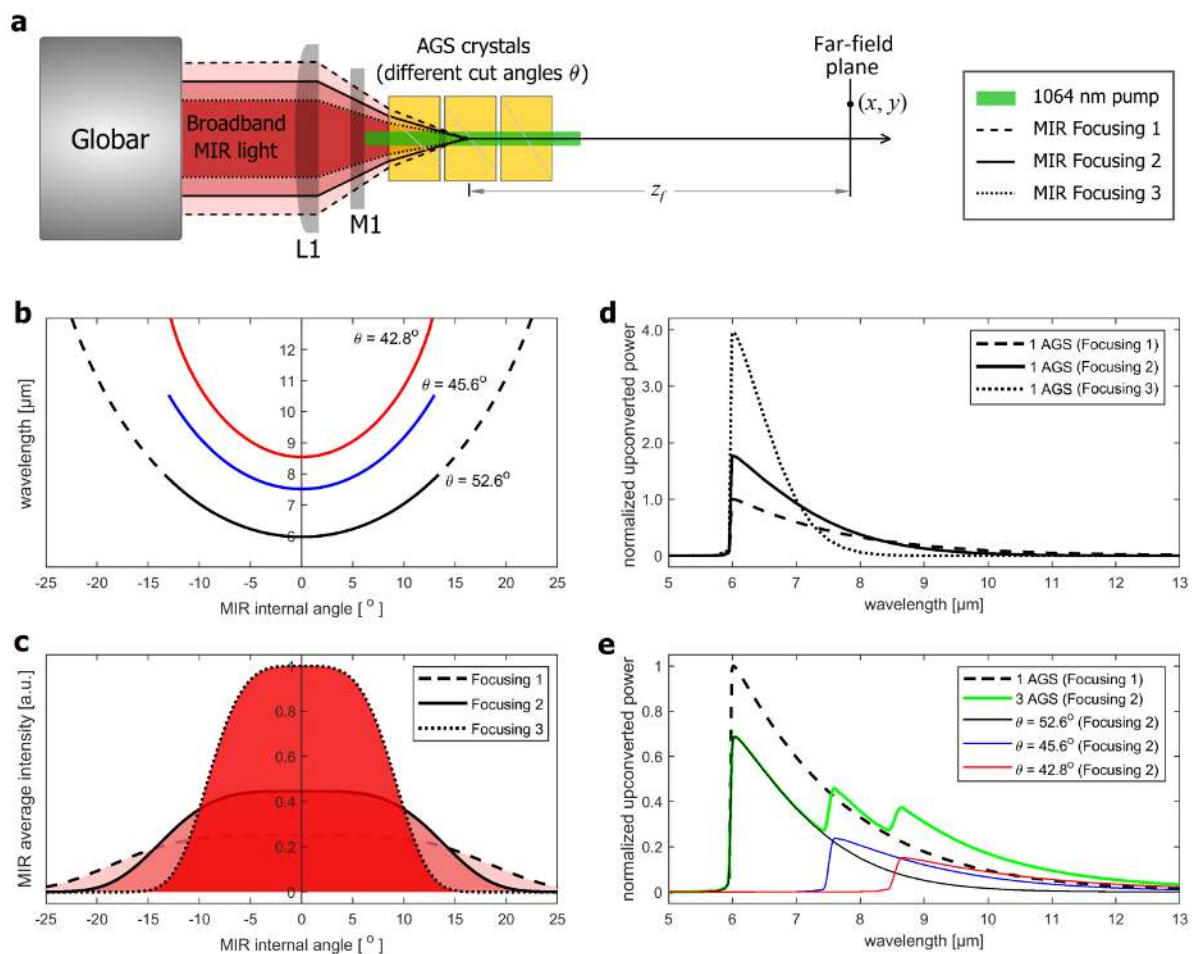 a
AGS crystals
(different cut angles θ)
Far-field
plane
(x, y)
Globar
Broadband
MIR light
L1
M1
z_f
1064 nm pump
MIR Focusing 1
MIR Focusing 2
MIR Focusing 3
b
wavelength [µm]
12
11
10
9
8
7
6
θ = 42.8°
θ = 45.6°
θ = 52.6°
-25 -20 -15 -10 -5 0 5 10 15 20 25
MIR internal angle [ ° ]
c
MIR average intensity [a.u.]
1
0.8
0.6
0.4
0.2
0
Focusing 1
Focusing 2
Focusing 3
-25 -20 -15 -10 -5 0 5 10 15 20 25
MIR internal angle [ ° ]
d
normalized upconverted power
4.0
3.0
2.0
1.0
0
1 AGS (Focusing 1)
1 AGS (Focusing 2)
1 AGS (Focusing 3)
5 6 7 8 9 10 11 12 13
wavelength [µm]
e
normalized upconverted power
1
0.8
0.6
0.4
0.2
0
1 AGS (Focusing 1)
3 AGS (Focusing 2)
θ = 52.6° (Focusing 2)
θ = 45.6° (Focusing 2)
θ = 42.8° (Focusing 2)
5 6 7 8 9 10 11 12 13
wavelength [µm]